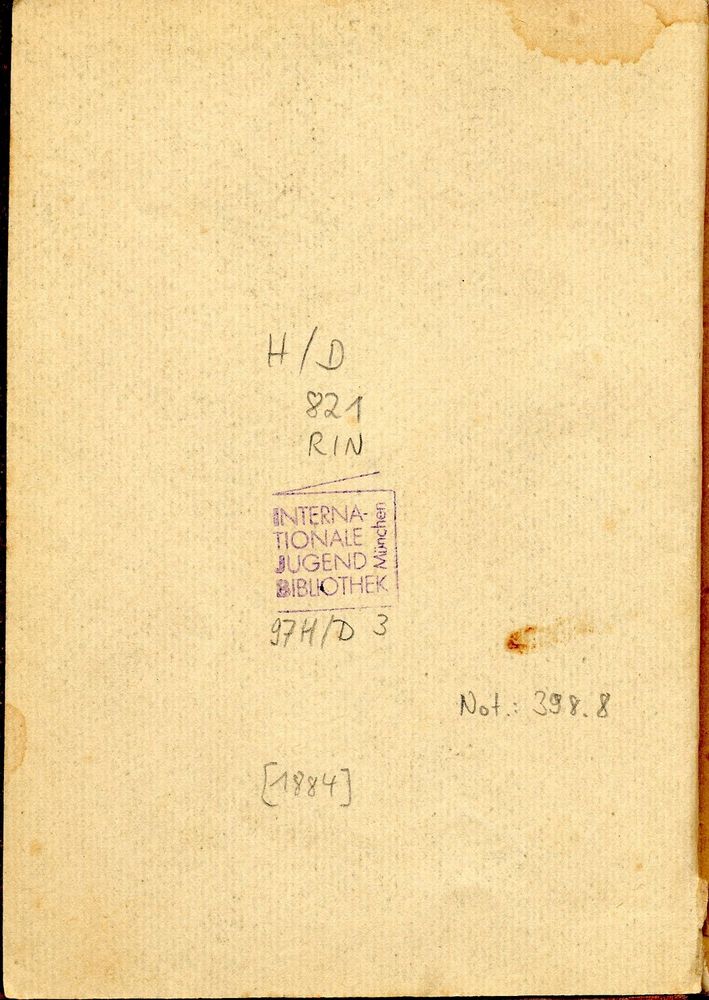 H/D
821
RIN
INTERNA-
TIONALE
JUGEND
BIBLIOTHEK
München
97H/D 3
Not.: 398.8
[1884]